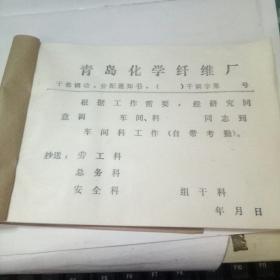 青岛化学纤维厂
干部调动、分配通知书、（　）干调字第　号
根据工作需要，经研究同
意调　车间、科　同志到
车间科工作（自带考勤）。
抄送：劳工科
总务科
安全科　组干科
年月日